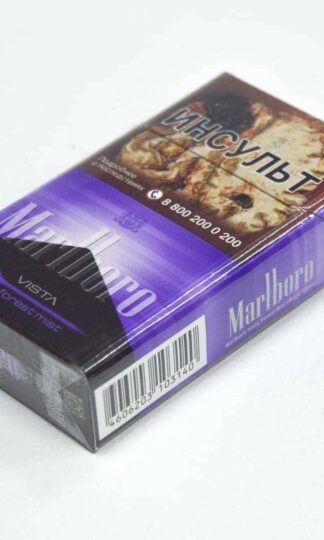 ИНСУЛЬТ
Подробнее
о последствиях
8 800 200 0 200
Marlboro
VISTA
forest mist
Marlboro
4606203 103140